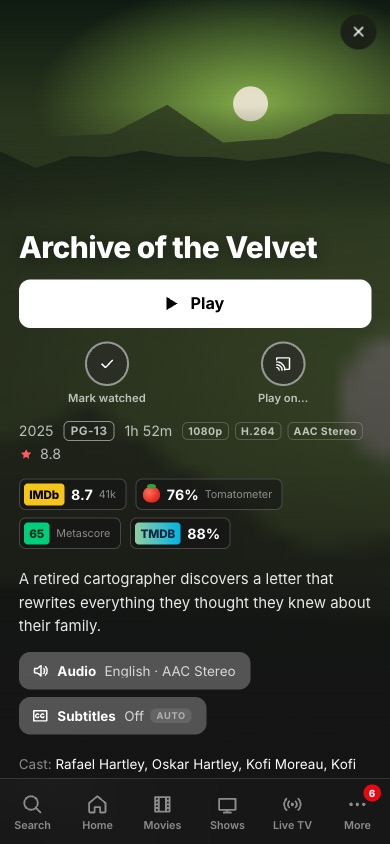 Archive of the Velvet
Play
Mark watched
Play on...
2025 PG-13 1h 52m 1080p H.264 AAC Stereo
8.8
IMDb 8.7 41k 76% Tomatometer
65 Metascore TMDB 88%
A retired cartographer discovers a letter that
rewrites everything they thought they knew about
their family.
Audio English · AAC Stereo
Subtitles Off AUTO
Cast: Rafael Hartley, Oskar Hartley, Kofi Moreau, Kofi
6
Search Home Movies Shows Live TV More